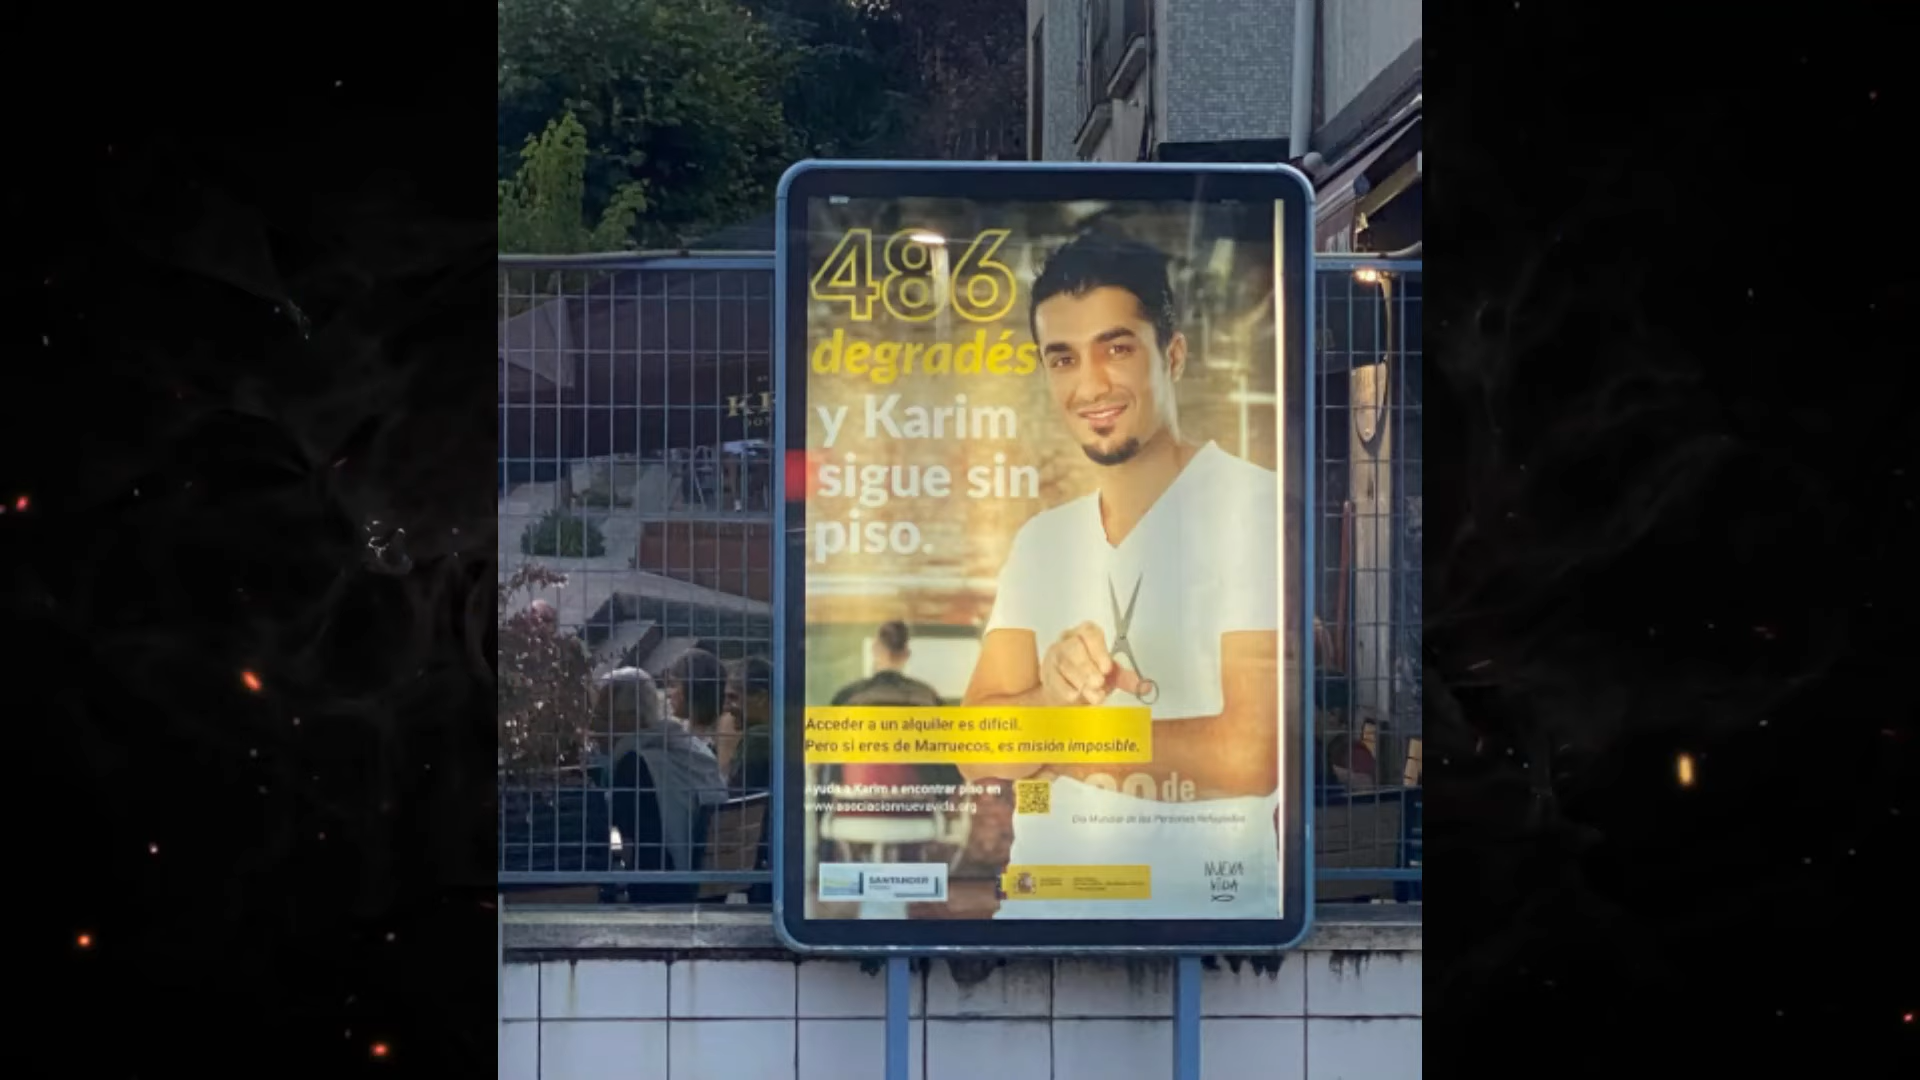 486
degradés
y Karim
sigue sin
piso.
Acceder a un alquiler es difícil.
Pero si eres de Marruecos, es misión imposible.
Ayuda a Karim a encontrar piso en
www.asociacionnuevavida.org
de
Día Mundial de las Personas Refugiadas
SANTANDER
NUEVA
VIDA